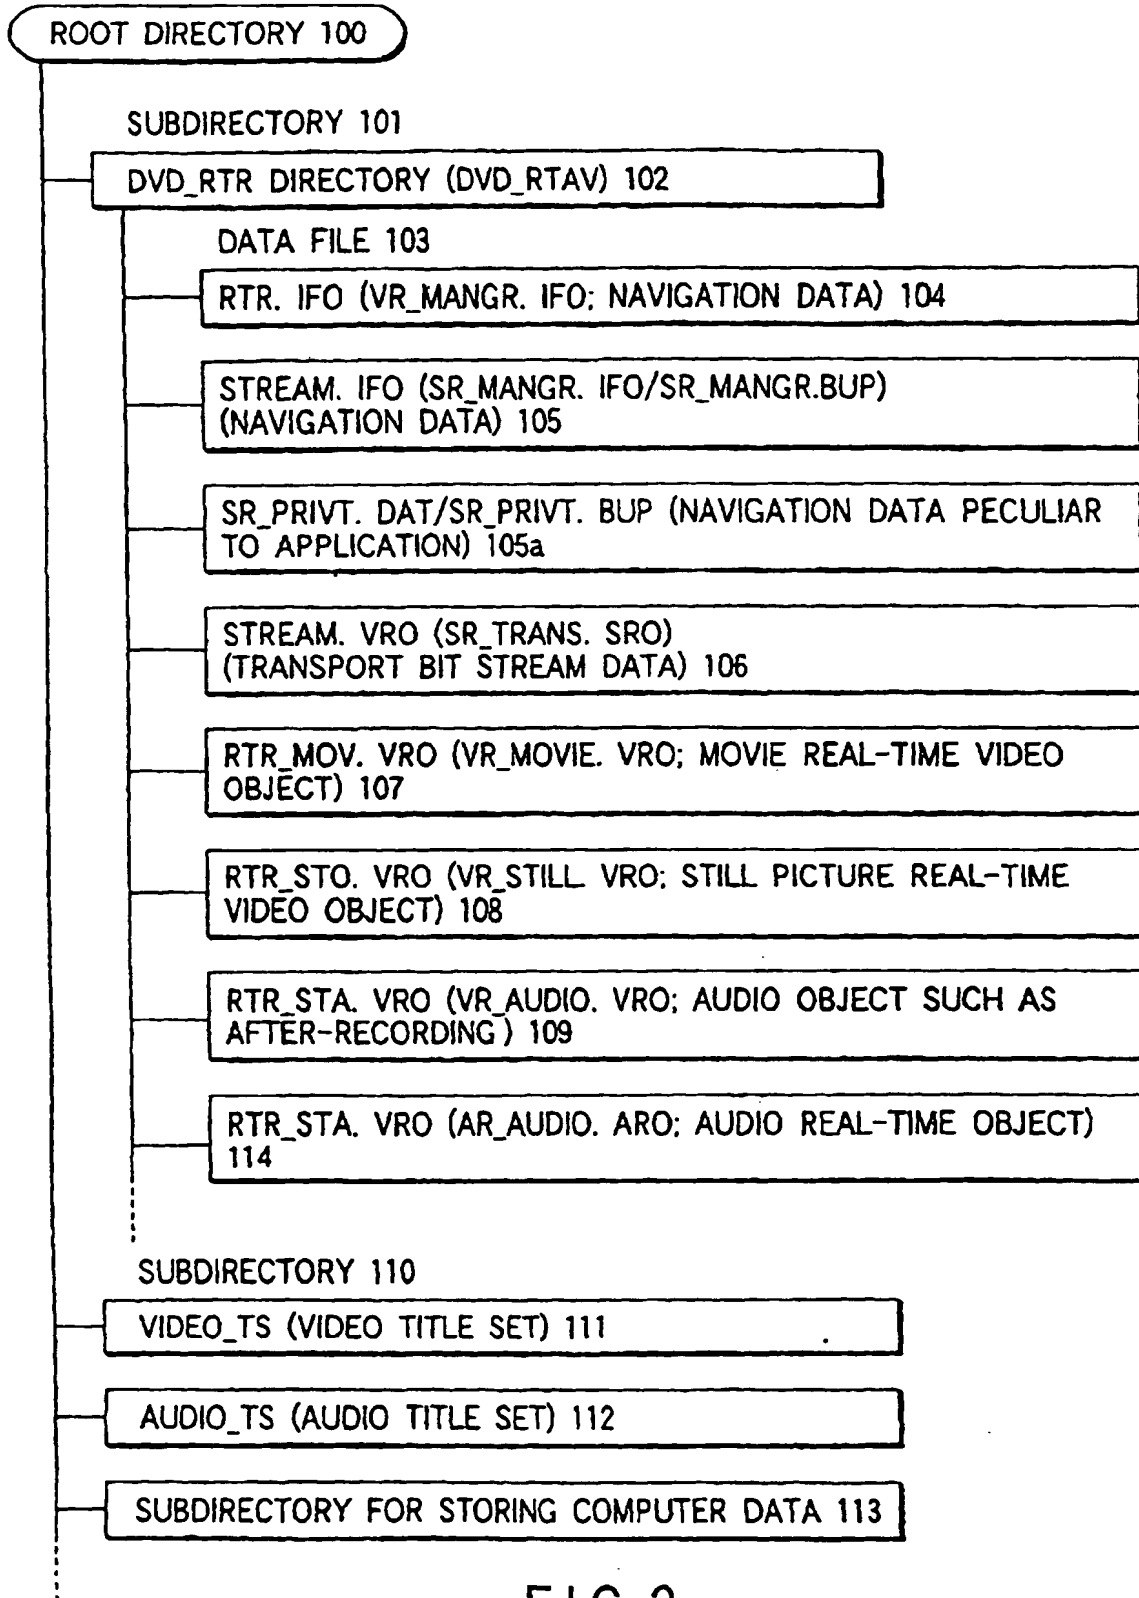 ROOT DIRECTORY 100
SUBDIRECTORY 101
DVD_RTR DIRECTORY (DVD_RTAV) 102
DATA FILE 103
RTR. IFO (VR_MANGR. IFO; NAVIGATION DATA) 104
STREAM. IFO (SR_MANGR. IFO/SR_MANGR.BUP)
(NAVIGATION DATA) 105
SR_PRIVT. DAT/SR_PRIVT. BUP (NAVIGATION DATA PECULIAR
TO APPLICATION) 105a
STREAM. VRO (SR_TRANS. SRO)
(TRANSPORT BIT STREAM DATA) 106
RTR_MOV. VRO (VR_MOVIE. VRO; MOVIE REAL-TIME VIDEO
OBJECT) 107
RTR_STO. VRO (VR_STILL VRO; STILL PICTURE REAL-TIME
VIDEO OBJECT) 108
RTR_STA. VRO (VR_AUDIO. VRO; AUDIO OBJECT SUCH AS
AFTER-RECORDING) 109
RTR_STA. VRO (AR_AUDIO. ARO; AUDIO REAL-TIME OBJECT)
114
SUBDIRECTORY 110
VIDEO_TS (VIDEO TITLE SET) 111
AUDIO_TS (AUDIO TITLE SET) 112
SUBDIRECTORY FOR STORING COMPUTER DATA 113